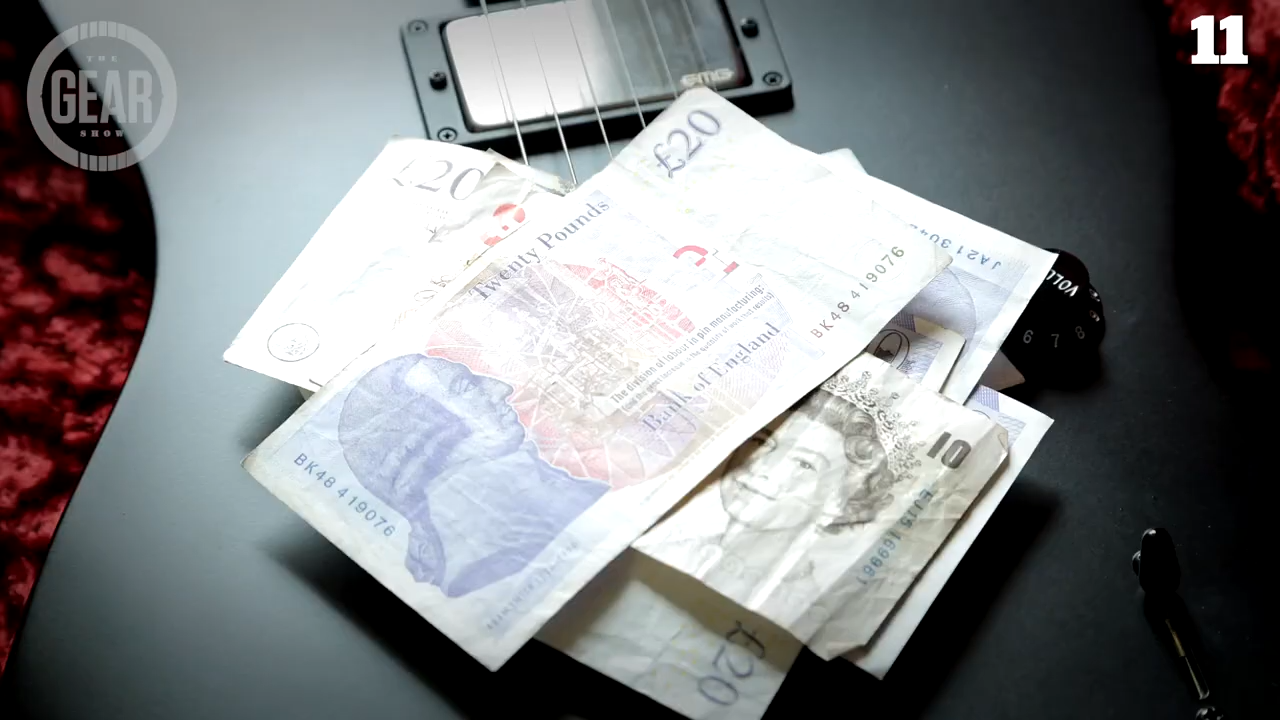 THE
GEAR
SHOW
11
EMG
£20
£20
Twenty Pounds
The division of labour in pin manufacturing:
Bank of England
BK48 419076
BK48 419076
VOLU
6 7 8
10
£20